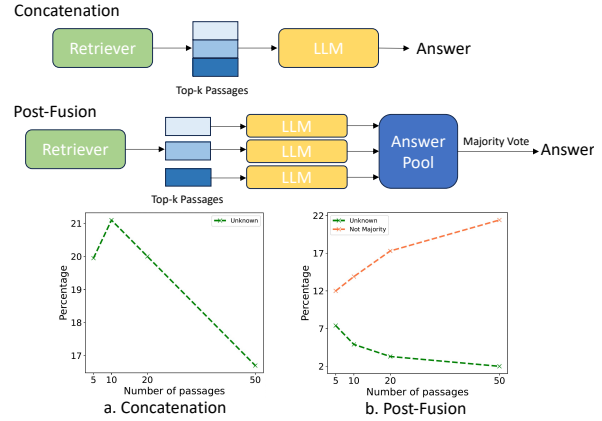 Concatenation
Retriever
LLM
Answer
Top-k Passages
Post-Fusion
Retriever
LLM
LLM
LLM
Answer
Pool
Majority Vote
Answer
Top-k Passages
21
20
19
18
17
Percentage
Unknown
5 10 20 50
Number of passages
a. Concatenation
22
17
12
7
2
Percentage
Unknown
Not Majority
5 10 20 50
Number of passages
b. Post-Fusion